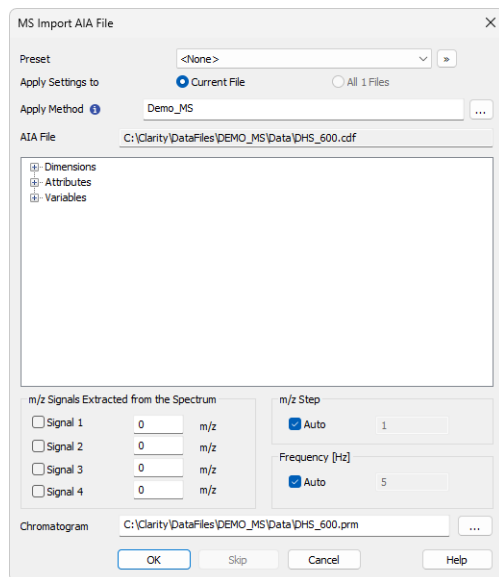 MS Import AIA File
Preset <None> »
Apply Settings to Current File All 1 Files
Apply Method Demo_MS ...
AIA File C:\Clarity\DataFiles\DEMO_MS\Data\DHS_600.cdf
Dimensions
Attributes
Variables
m/z Signals Extracted from the Spectrum m/z Step
Signal 1 0 m/z Auto 1
Signal 2 0 m/z
Frequency [Hz]
Signal 3 0 m/z Auto 5
Signal 4 0 m/z
Chromatogram C:\Clarity\DataFiles\DEMO_MS\Data\DHS_600.prm ...
OK Skip Cancel Help